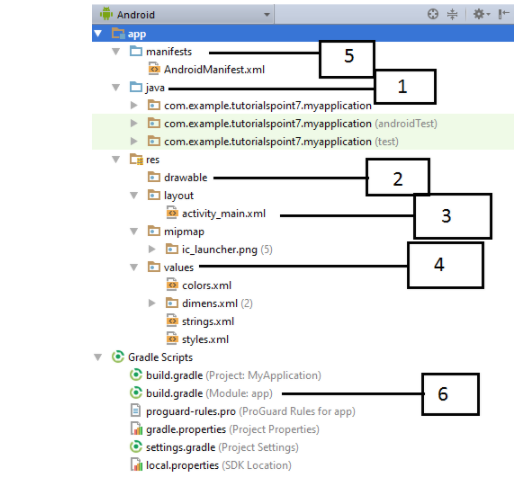 Android
app
manifests
5
AndroidManifest.xml
java
1
com.example.tutorialspoint7.myapplication
com.example.tutorialspoint7.myapplication (androidTest)
com.example.tutorialspoint7.myapplication (test)
res
drawable
2
layout
activity_main.xml
3
mipmap
ic_launcher.png (5)
values
4
colors.xml
dimens.xml (2)
strings.xml
styles.xml
Gradle Scripts
build.gradle (Project: MyApplication)
build.gradle (Module: app)
6
proguard-rules.pro (ProGuard Rules for app)
gradle.properties (Project Properties)
settings.gradle (Project Settings)
local.properties (SDK Location)